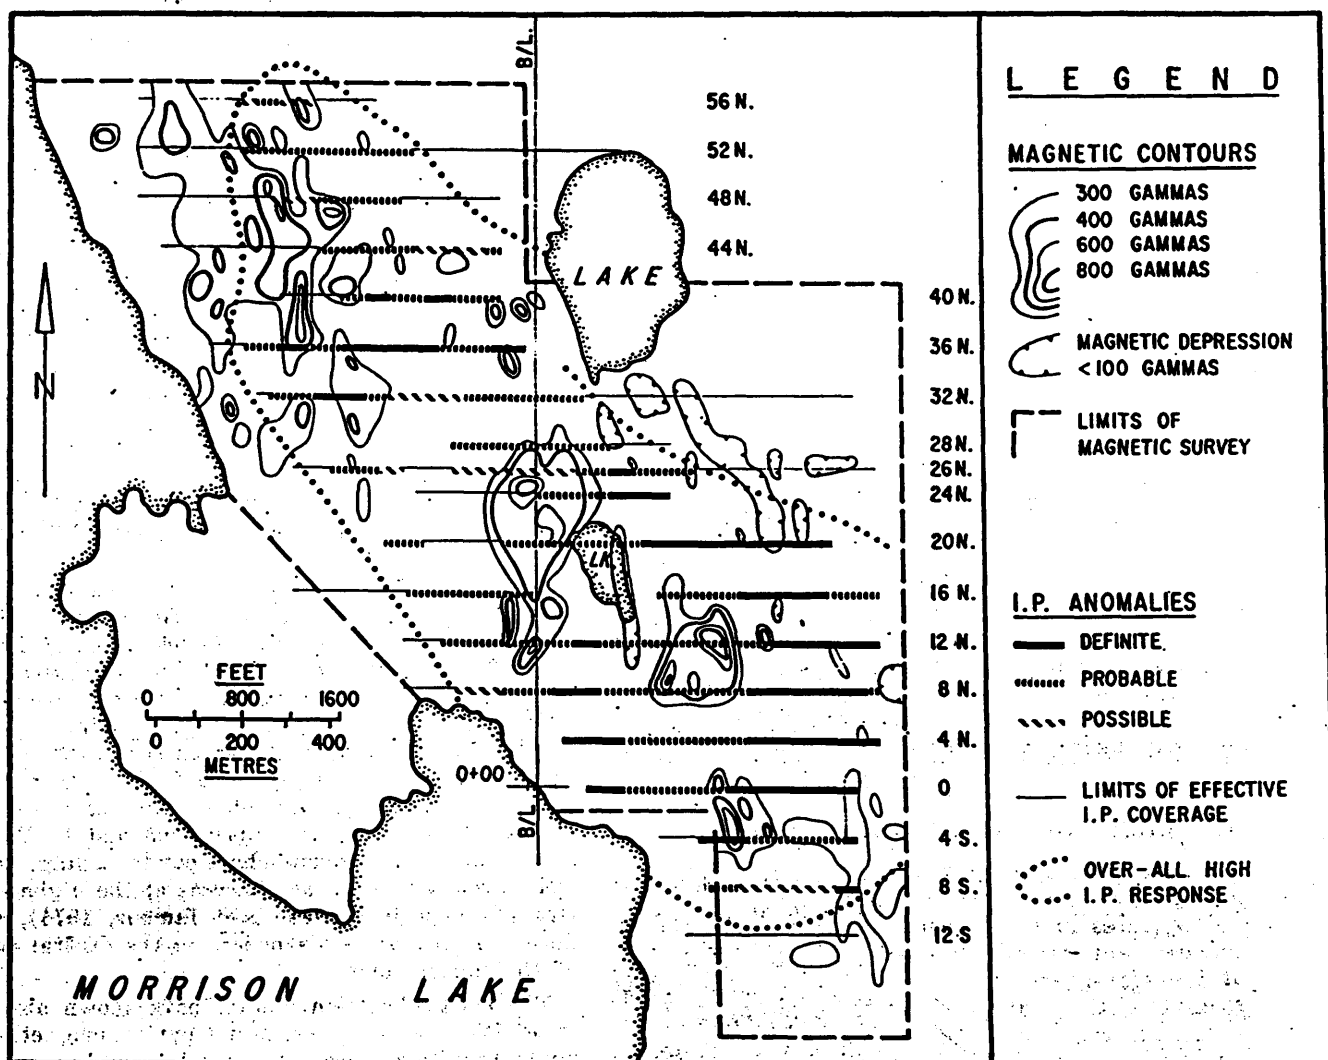 B/L.
56 N.
52 N.
48 N.
44 N.
LAKE
40 N.
36 N.
32 N.
28 N.
26 N.
24 N.
20 N.
LK.
16 N.
12 N.
8 N.
4 N.
0
4 S.
8 S.
12 S
N
FEET
0 800 1600
0 200 400
METRES
0+00
B/L
MORRISON LAKE
LEGEND
MAGNETIC CONTOURS
300 GAMMAS
400 GAMMAS
600 GAMMAS
800 GAMMAS
MAGNETIC DEPRESSION
<100 GAMMAS
LIMITS OF
MAGNETIC SURVEY
I.P. ANOMALIES
DEFINITE
PROBABLE
POSSIBLE
LIMITS OF EFFECTIVE
I.P. COVERAGE
OVER-ALL HIGH
I.P. RESPONSE